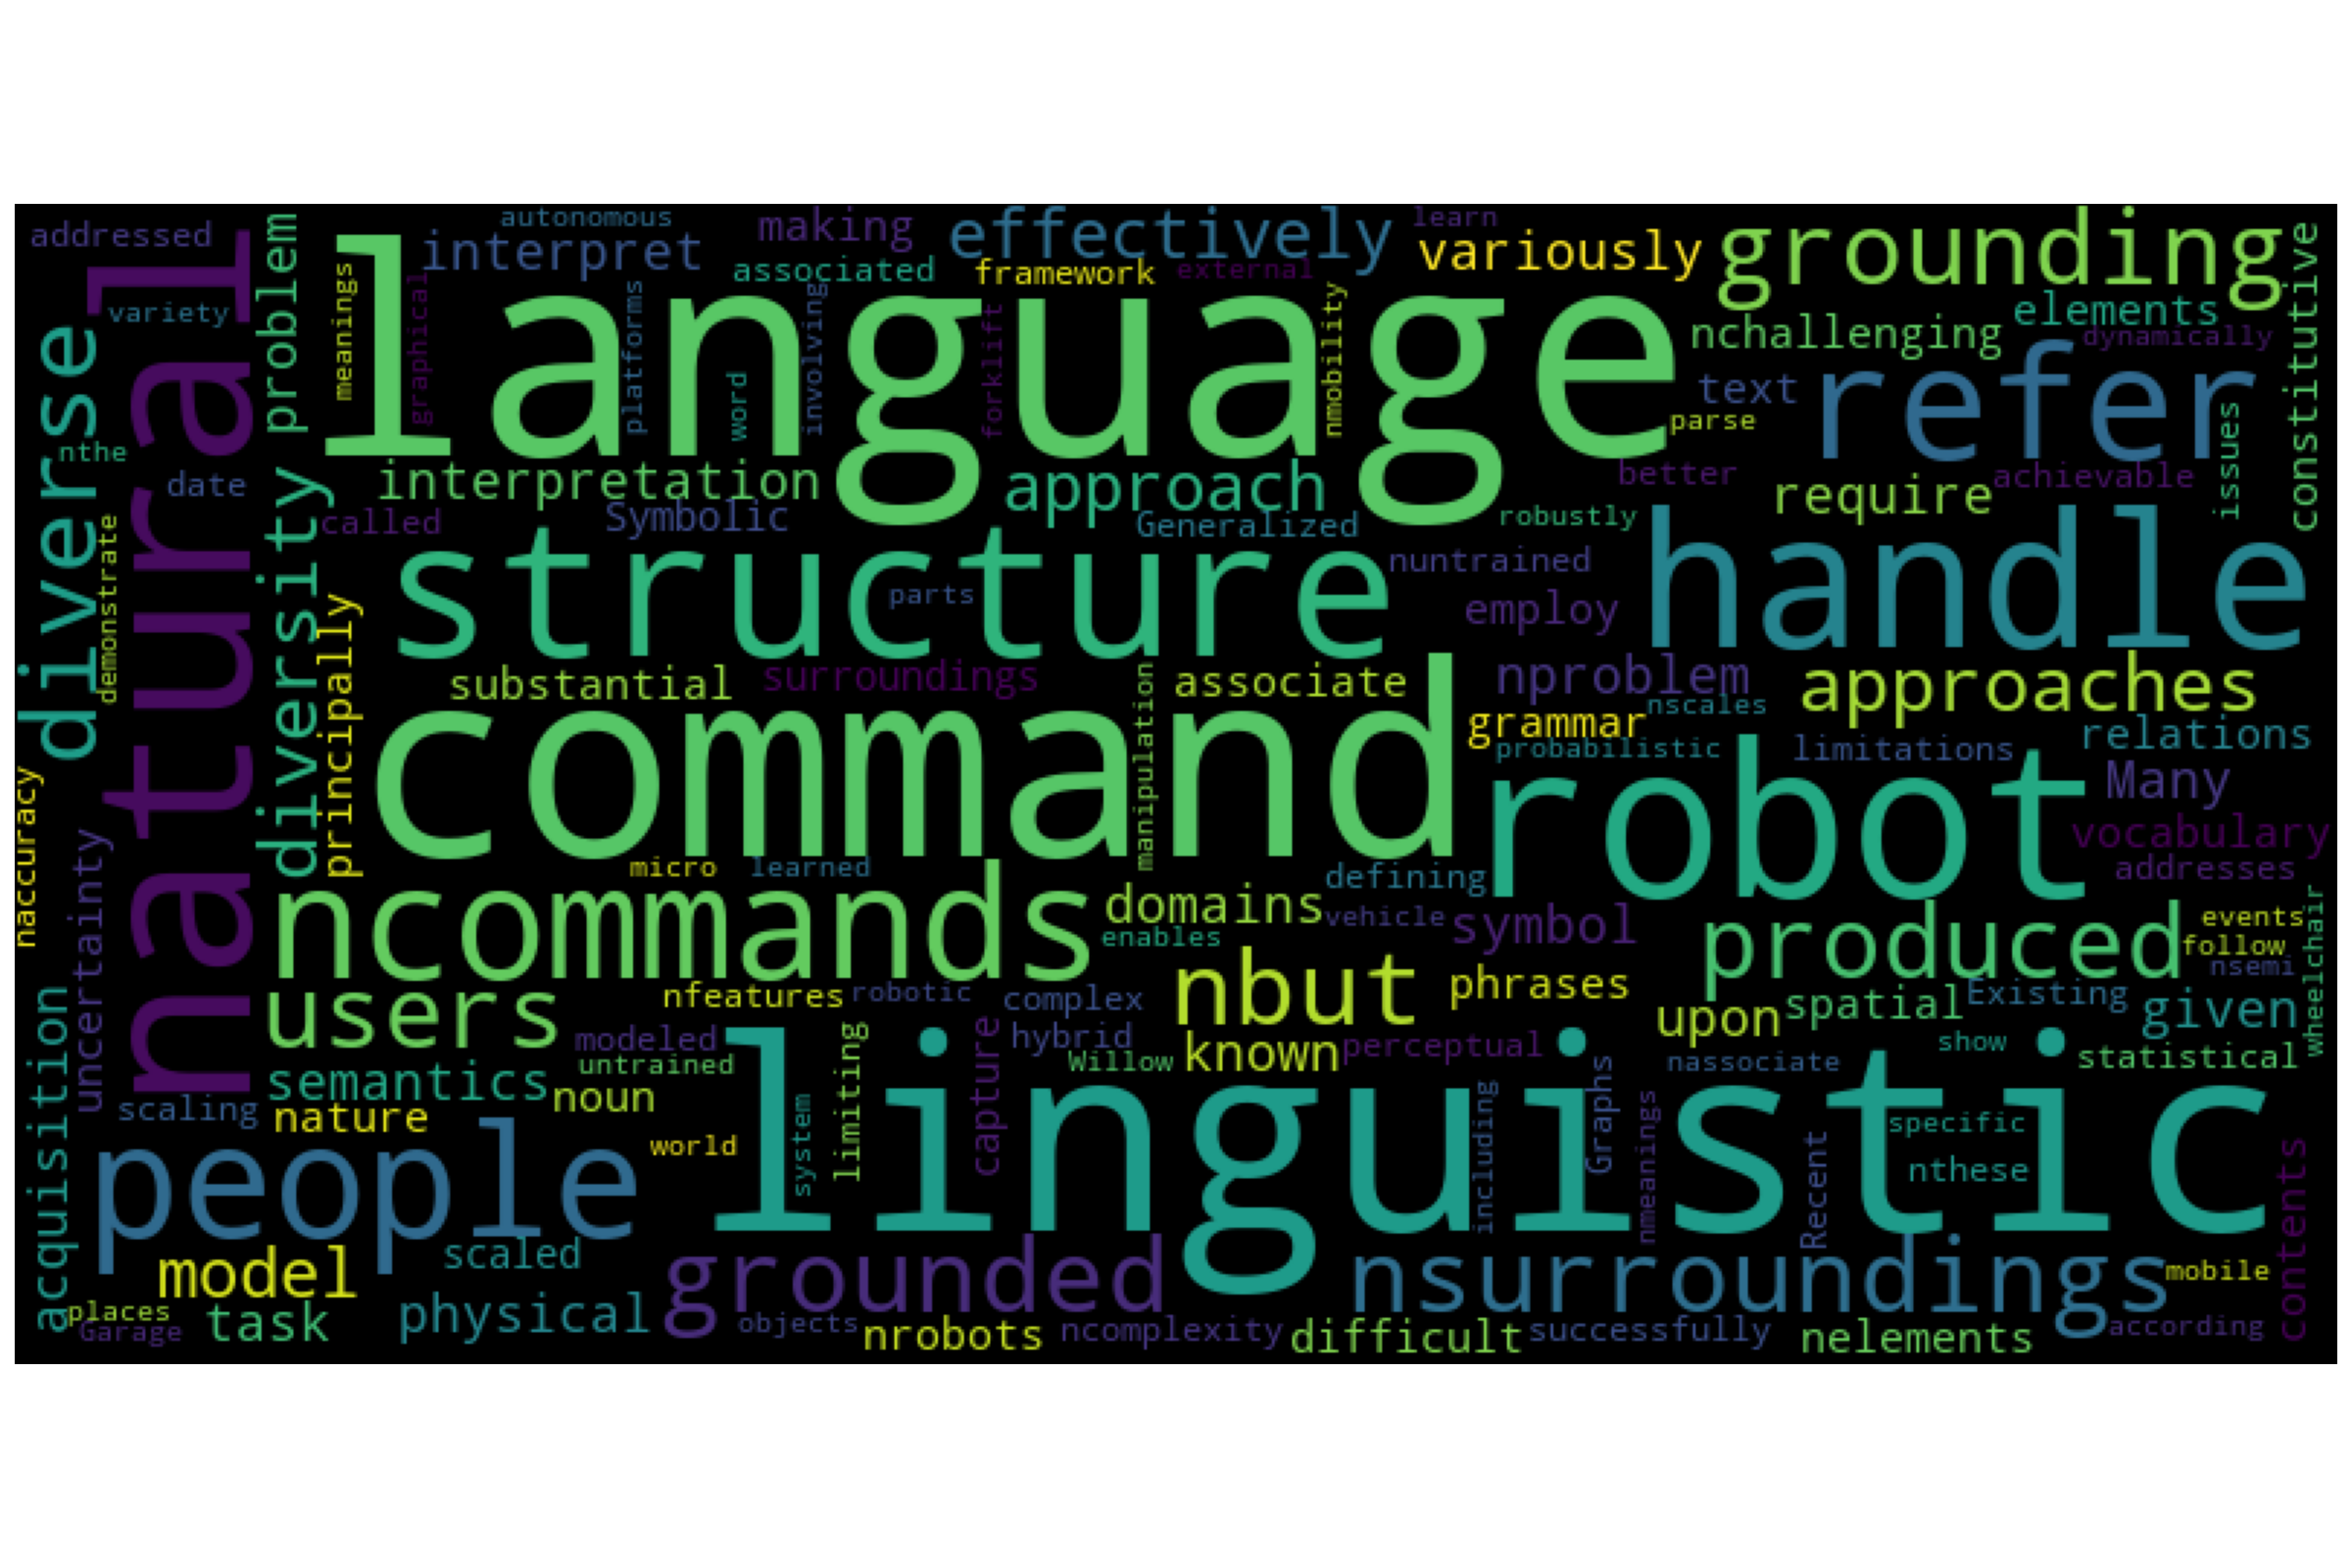 addressed
autonomous
making
effectively
learn
grounding
interpret
variously
associated
framework
external
natural
language
problem
variety
meanings
graphical
platforms
involving
word
forklift
nmobility
elements
constitutive
nchallenging
dynamically
diverse
text
refer
parse
issues
nthe
date
interpretation
approach
better
require
achievable
diversity
called
Symbolic
Generalized
robustly
handle
structure
demonstrate
nuntrained
parts
employ
principally
substantial
surroundings
manipulation
associate
nproblem
approaches
nscales
grammar
relations
command
probabilistic
limitations
robot
Many
naccuracy
uncertainty
vocabulary
micro
learned
defining
addresses
ncommands
domains
vehicle
symbol
produced
events
wheelchair
enables
follow
nbut
nsemi
users
nfeatures
robotic
complex
phrases
upon
spatial
Existing
given
acquisition
modeled
linguistic
limiting
capture
hybrid
known
perceptual
show
statistical
semantics
untrained
Willow
nassociate
noun
scaling
nature
Graphs
including
nmeanings
specific
people
world
system
Recent
nthese
contents
model
scaled
grounded
nsurroundings
mobile
places
Garage
task
physical
objects
nrobots
ncomplexity
difficult
successfully
nelements
according